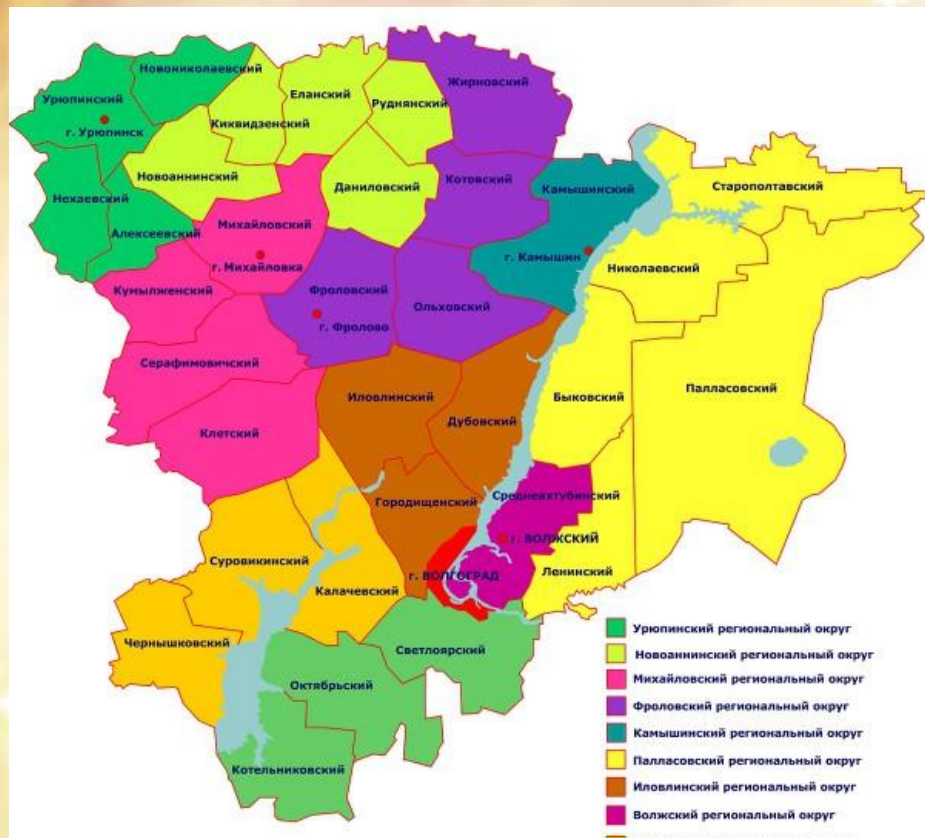 Жирновский
Новониколаевский
Еланский
Руднянский
Урюпинский
г. Урюпинск
Киквидзенский
Новоаннинский
Даниловский
Котовский
Камышинский
Старополтавский
Нехаевский
Алексеевский
Михайловский
г. Михайловка
г. Камышин
Николаевский
Кумылженский
Фроловский
г. Фролово
Ольховский
Серафимовичский
Иловлинский
Дубовский
Быковский
Палласовский
Клетский
Городищенский
Среднеахтубинский
г. ВОЛЖСКИЙ
Суровикинский
Калачевский
г. ВОЛГОГРАД
Ленинский
Чернышковский
Светлоярский
Октябрьский
Котельниковский
Урюпинский региональный округ
Новоаннинский региональный округ
Михайловский региональный округ
Фроловский региональный округ
Камышинский региональный округ
Палласовский региональный округ
Иловлинский региональный округ
Волжский региональный округ